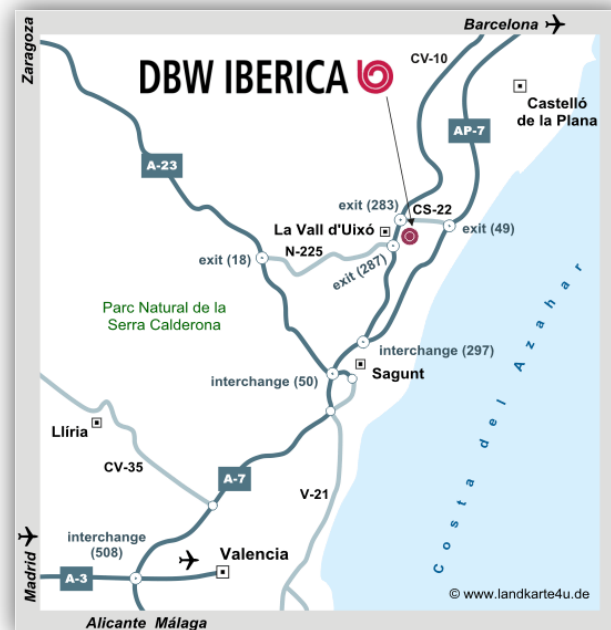 Barcelona
Zaragoza
DBW IBERICA
CV-10
Castelló
de la Plana
AP-7
A-23
exit (283)
CS-22
La Vall d'Uixó
exit (49)
N-225
exit (18)
exit (287)
Parc Natural de la
Serra Calderona
interchange (297)
interchange (50)
Sagunt
Costa del Azahar
Llíria
CV-35
A-7
V-21
interchange
(508)
Valencia
Madrid
A-3
© www.landkarte4u.de
Alicante Málaga